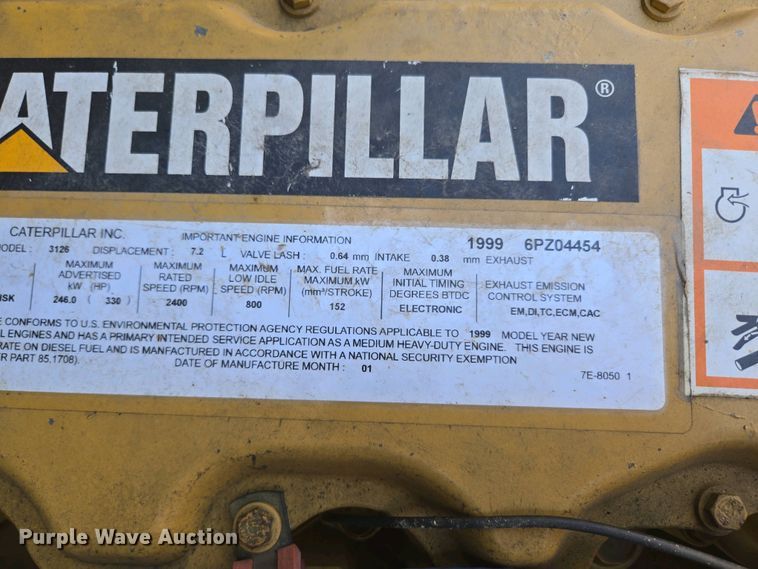 ATERPILLAR®
CATERPILLAR INC. IMPORTANT ENGINE INFORMATION 1999 6PZ04454
MODEL: 3126 DISPLACEMENT : 7.2 L VALVE LASH : 0.64 mm INTAKE 0.38 mm EXHAUST
MAXIMUM ADVERTISED kW (HP) MAXIMUM RATED SPEED (RPM) MAXIMUM LOW IDLE SPEED (RPM) MAX. FUEL RATE MAXIMUM kW (mm³/STROKE) MAXIMUM INITIAL TIMING DEGREES BTDC EXHAUST EMISSION CONTROL SYSTEM
RISK 246.0 ( 330) 2400 800 152 ELECTRONIC EM,DI,TC,ECM,CAC
E CONFORMS TO U.S. ENVIRONMENTAL PROTECTION AGENCY REGULATIONS APPLICABLE TO 1999 MODEL YEAR NEW
L ENGINES AND HAS A PRIMARY INTENDED SERVICE APPLICATION AS A MEDIUM HEAVY-DUTY ENGINE. THIS ENGINE IS
RATE ON DIESEL FUEL AND IS MANFACTURED IN ACCORDANCE WITH A NATIONAL SECURITY EXEMPTION
ER PART 85,1708).
DATE OF MANUFACTURE MONTH : 01
7E-8050 1
Purple Wave Auction